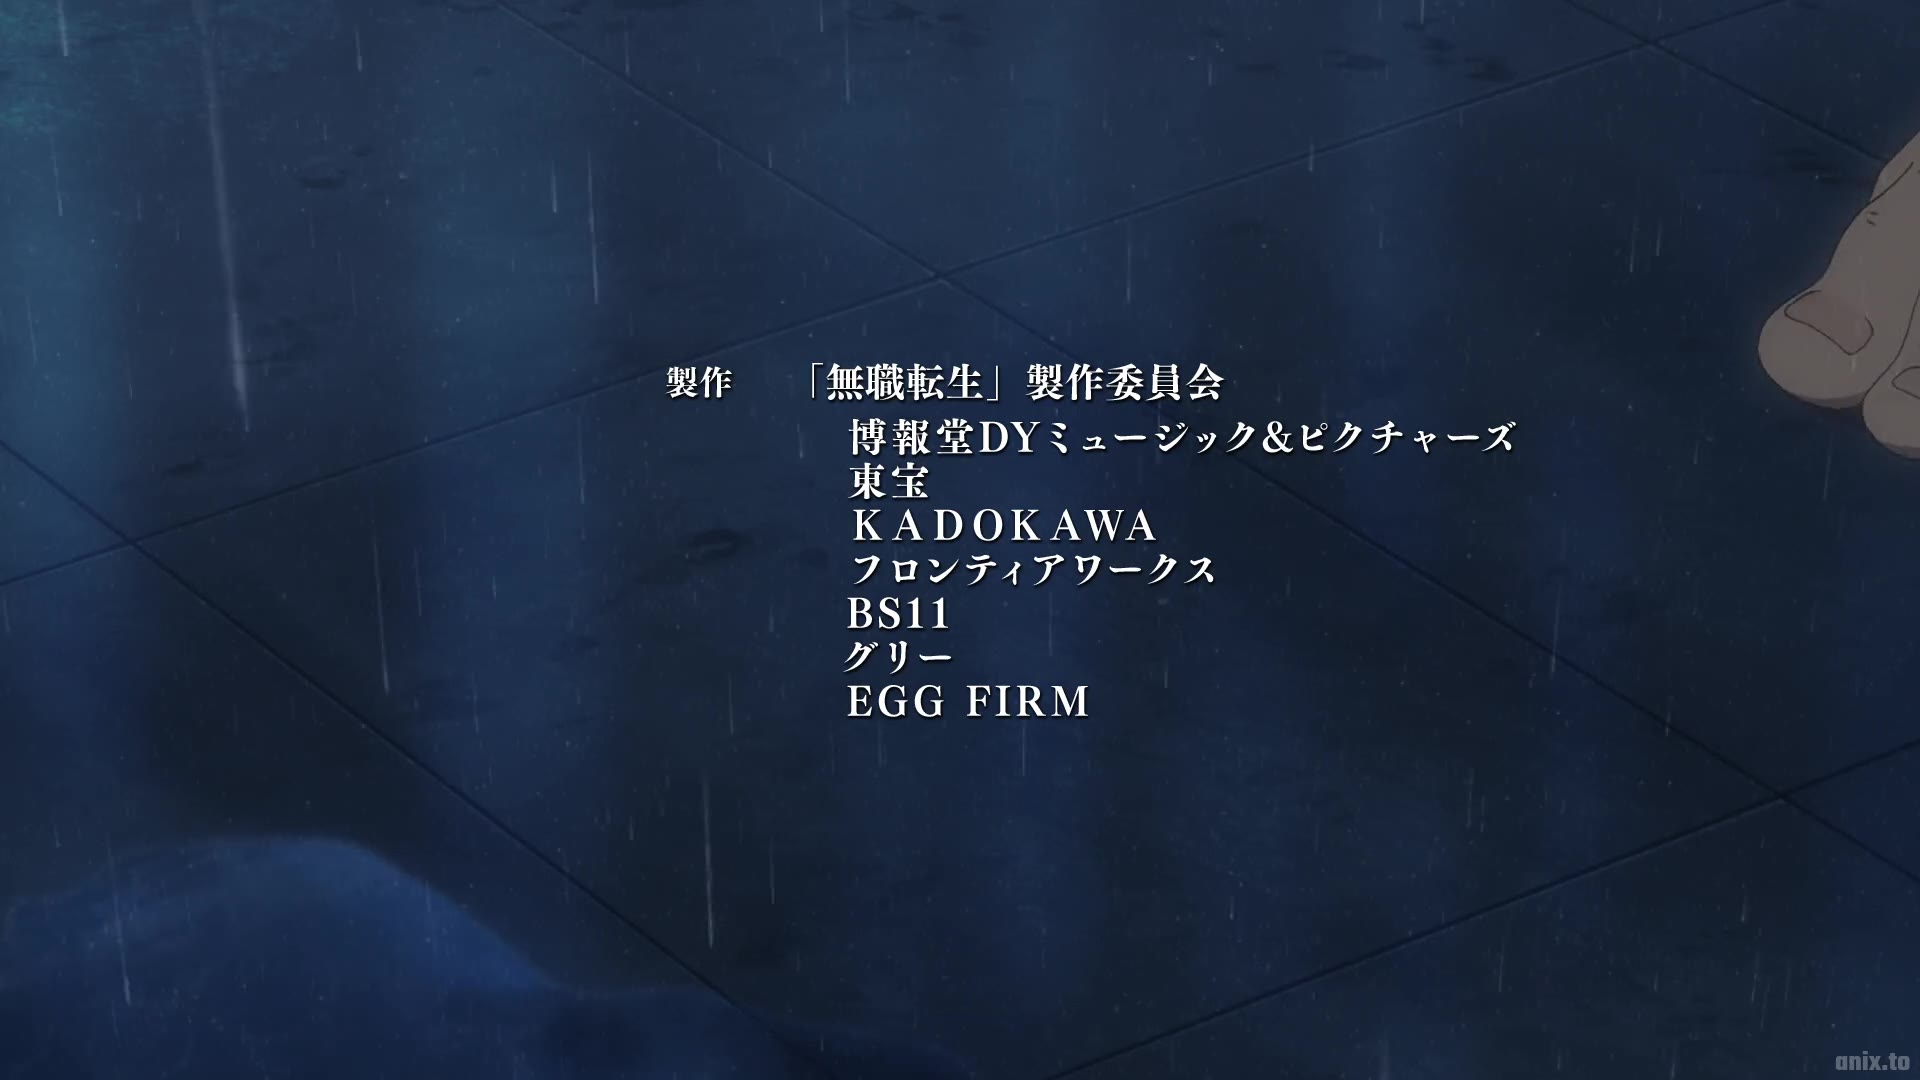 製作 「無職転生」製作委員会
博報堂DYミュージック&ピクチャーズ
東宝
KADOKAWA
フロンティアワークス
BS11
グリー
EGG FIRM
anix.to